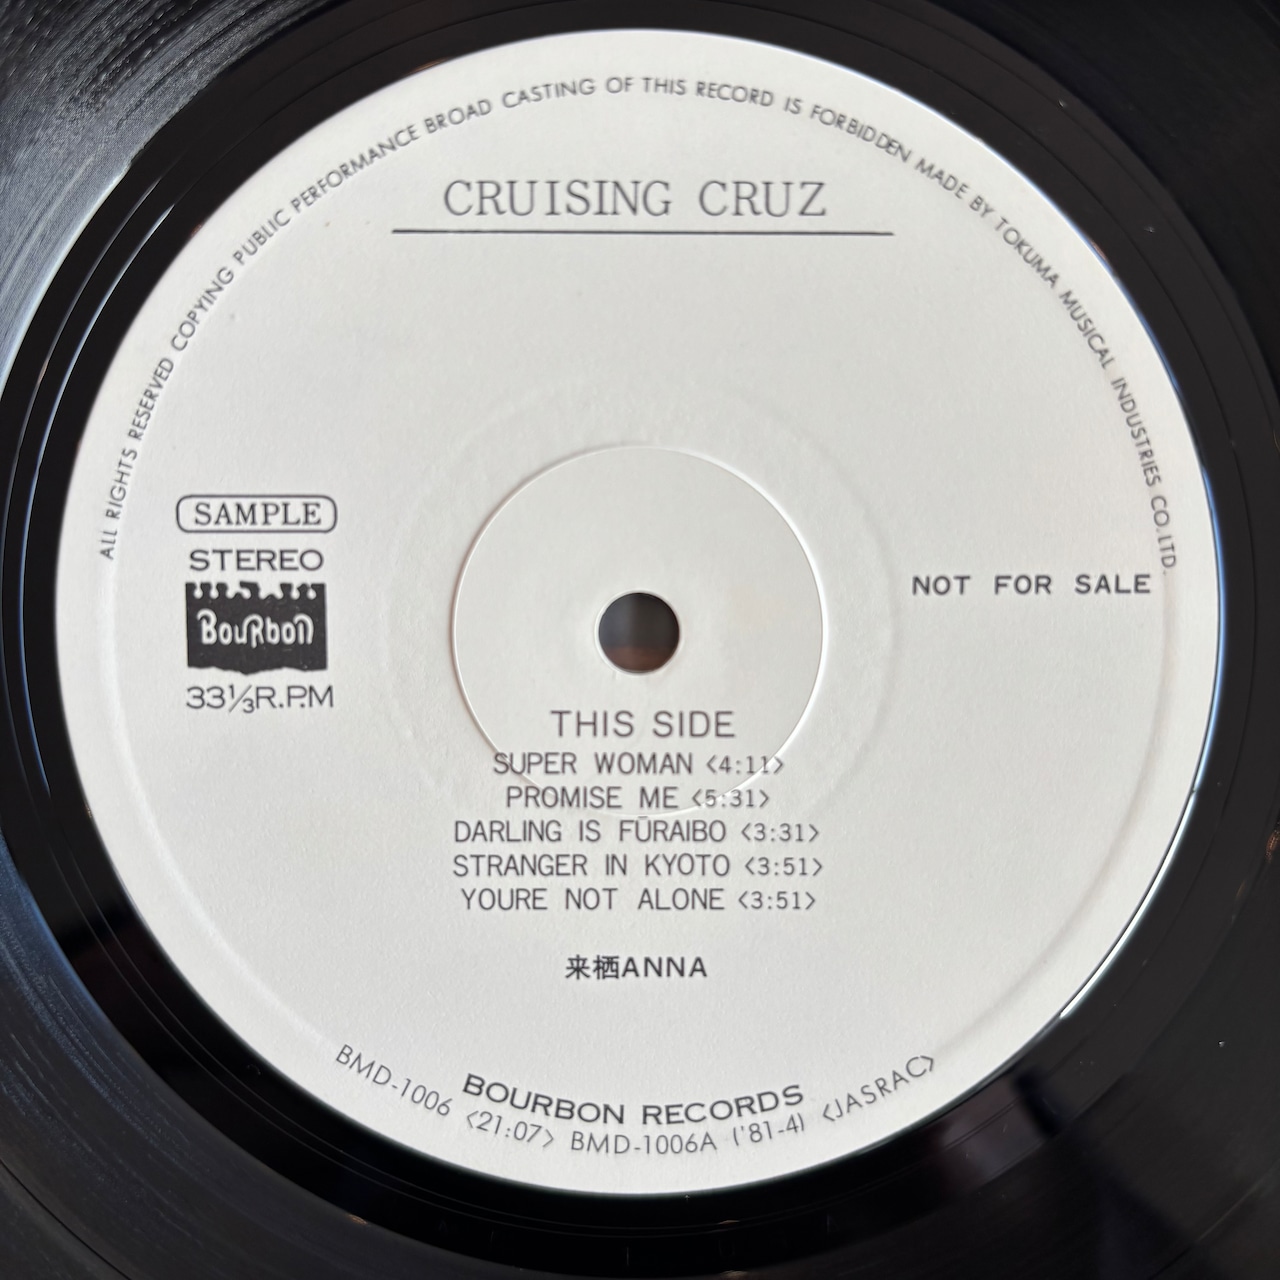 ALL RIGHTS RESERVED COPYING PUBLIC PERFORMANCE BROAD CASTING OF THIS RECORD IS FORBIDDEN MADE BY TOKUMA MUSICAL INDUSTRIES CO. LTD.
CRUISING CRUZ
SAMPLE
STEREO
BouRbon
33⅓R.P.M
NOT FOR SALE
THIS SIDE
SUPER WOMAN <4:11>
PROMISE ME <5:31>
DARLING IS FŪRAIBO <3:31>
STRANGER IN KYOTO <3:51>
YOURE NOT ALONE <3:51>
来栖ANNA
BOURBON RECORDS
BMD-1006 <21:07> BMD-1006A ('81-4) <JASRAC>